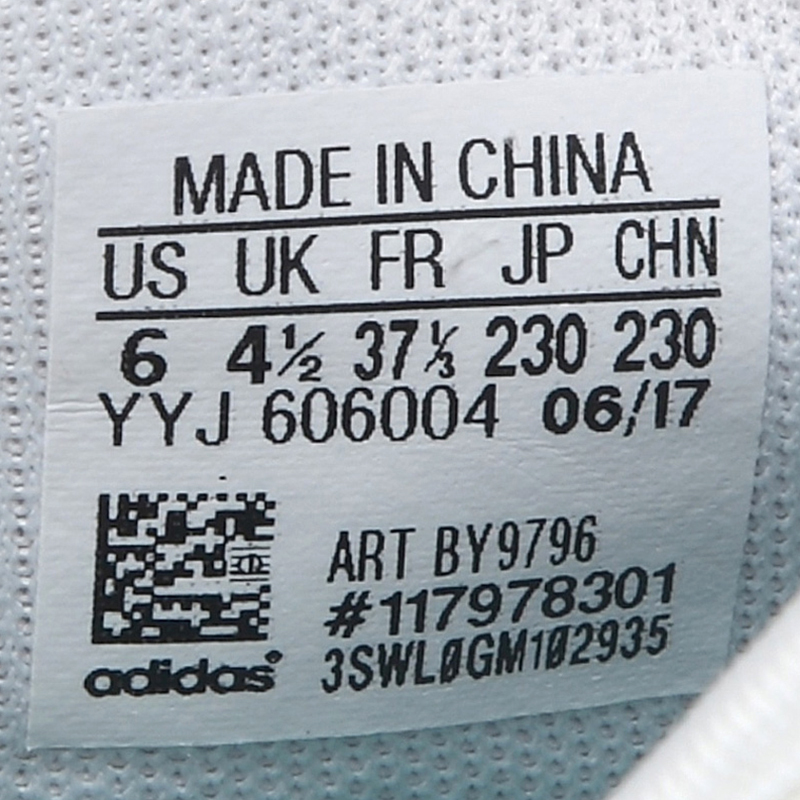 MADE IN CHINA
US UK FR JP CHN
6 4½ 37⅓ 230 230
YYJ 606004 06/17
ART BY9796
#117978301
3SWL0GM102935
adidas